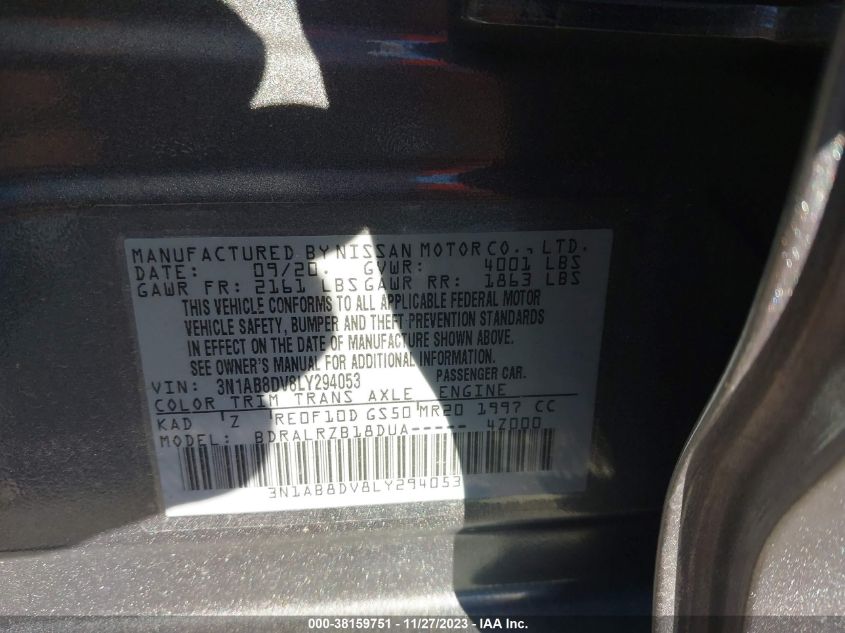 MANUFACTURED BY NISSAN MOTOR CO., LTD.
DATE: 09/20. GVWR: 4001 LBS
GAWR FR: 2161 LBS GAWR RR: 1863 LBS
THIS VEHICLE CONFORMS TO ALL APPLICABLE FEDERAL MOTOR
VEHICLE SAFETY, BUMPER AND THEFT PREVENTION STANDARDS
IN EFFECT ON THE DATE OF MANUFACTURE SHOWN ABOVE.
SEE OWNER'S MANUAL FOR ADDITIONAL INFORMATION.
VIN: 3N1AB8DV8LY294053 PASSENGER CAR.
COLOR TRIM TRANS AXLE ENGINE
KAD 'Z RE0F10D GS50 MR20 1997 CC
MODEL: BDRALRZB18DUA----- 4Z000
3N1AB8DV8LY294053
000-38159751 — 11/27/2023 — IAA Inc.